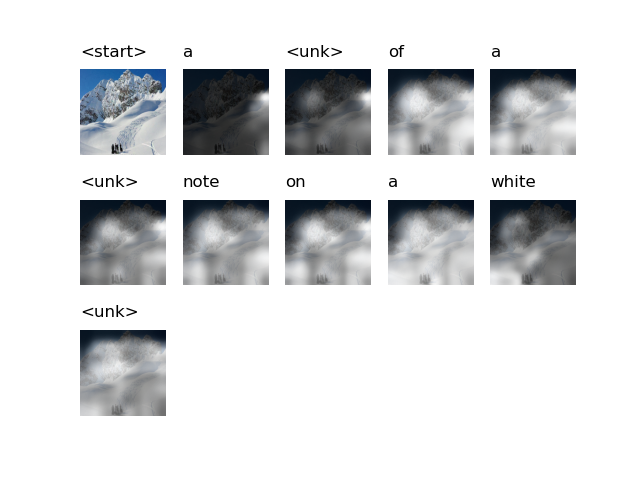 <start> a <unk> of a
<unk> note on a white
<unk>